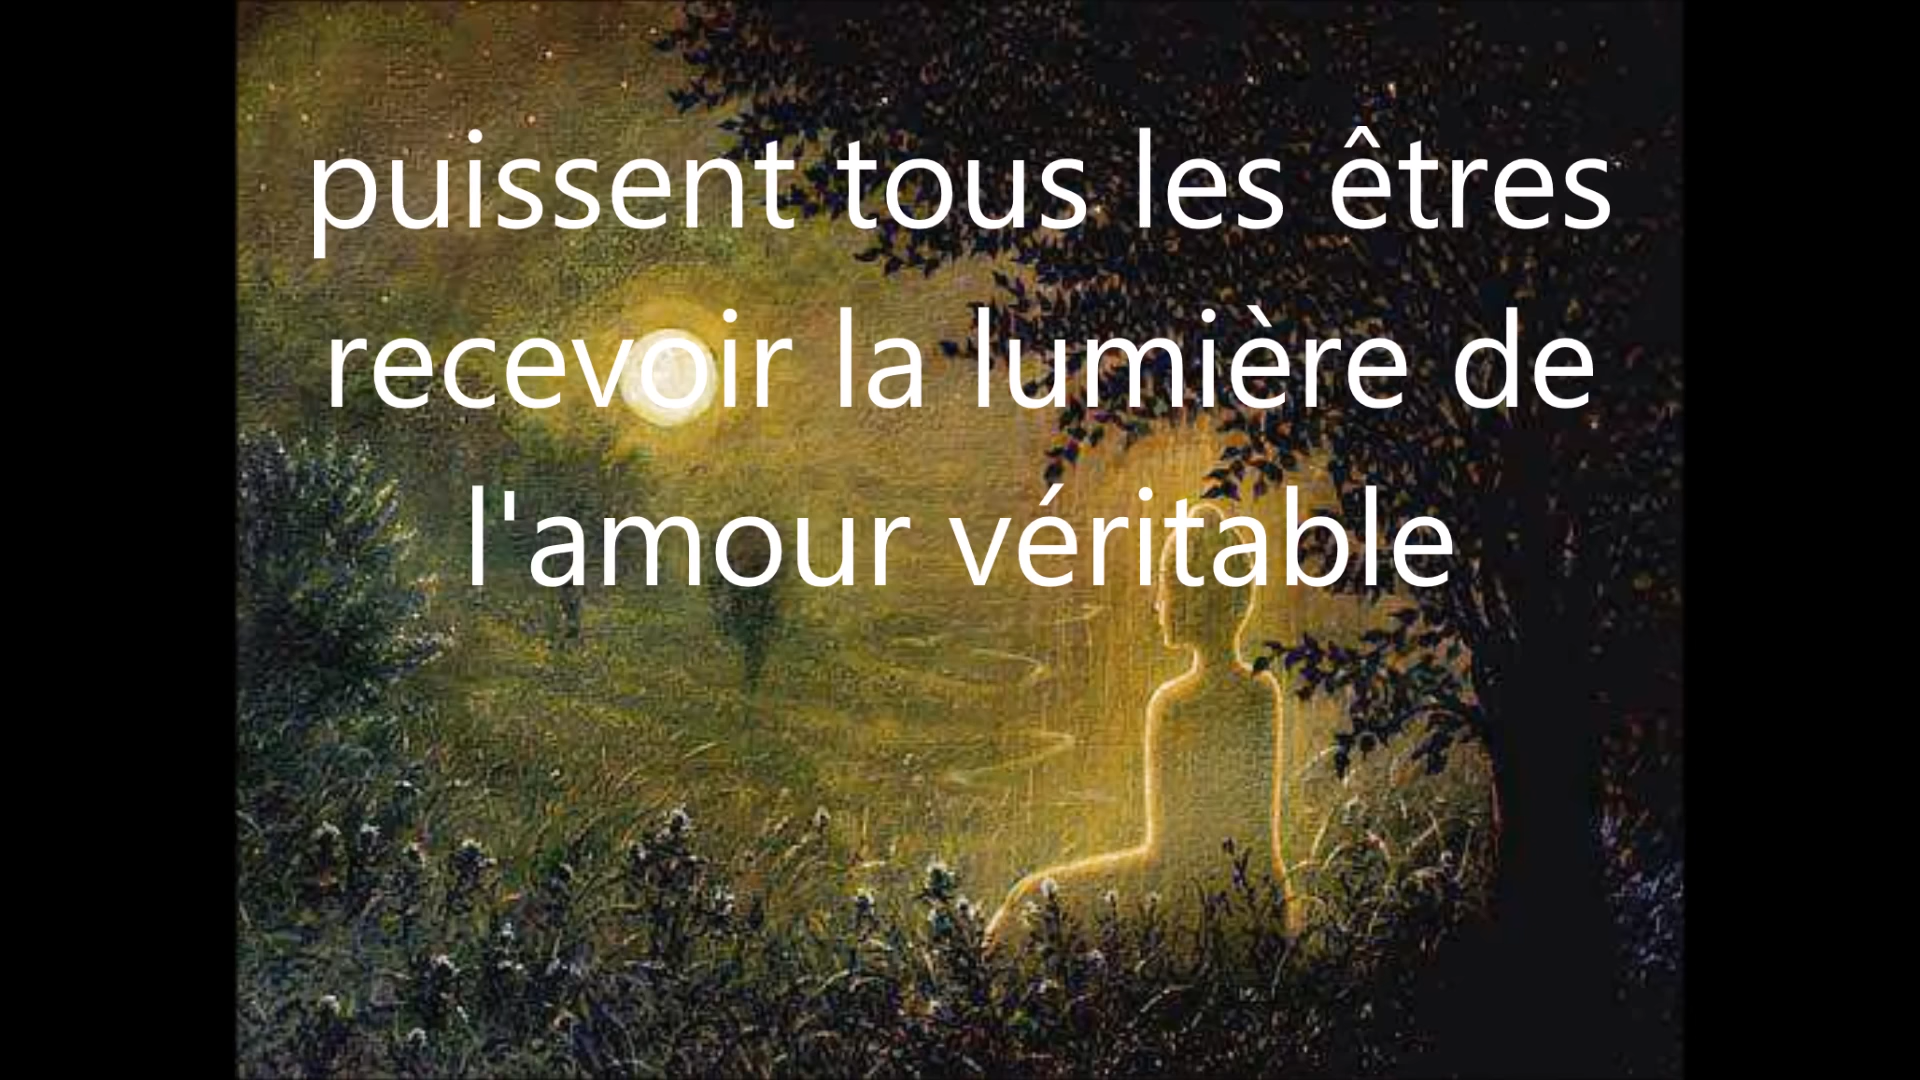 puissent tous les êtres
recevoir la lumière de
l'amour véritable